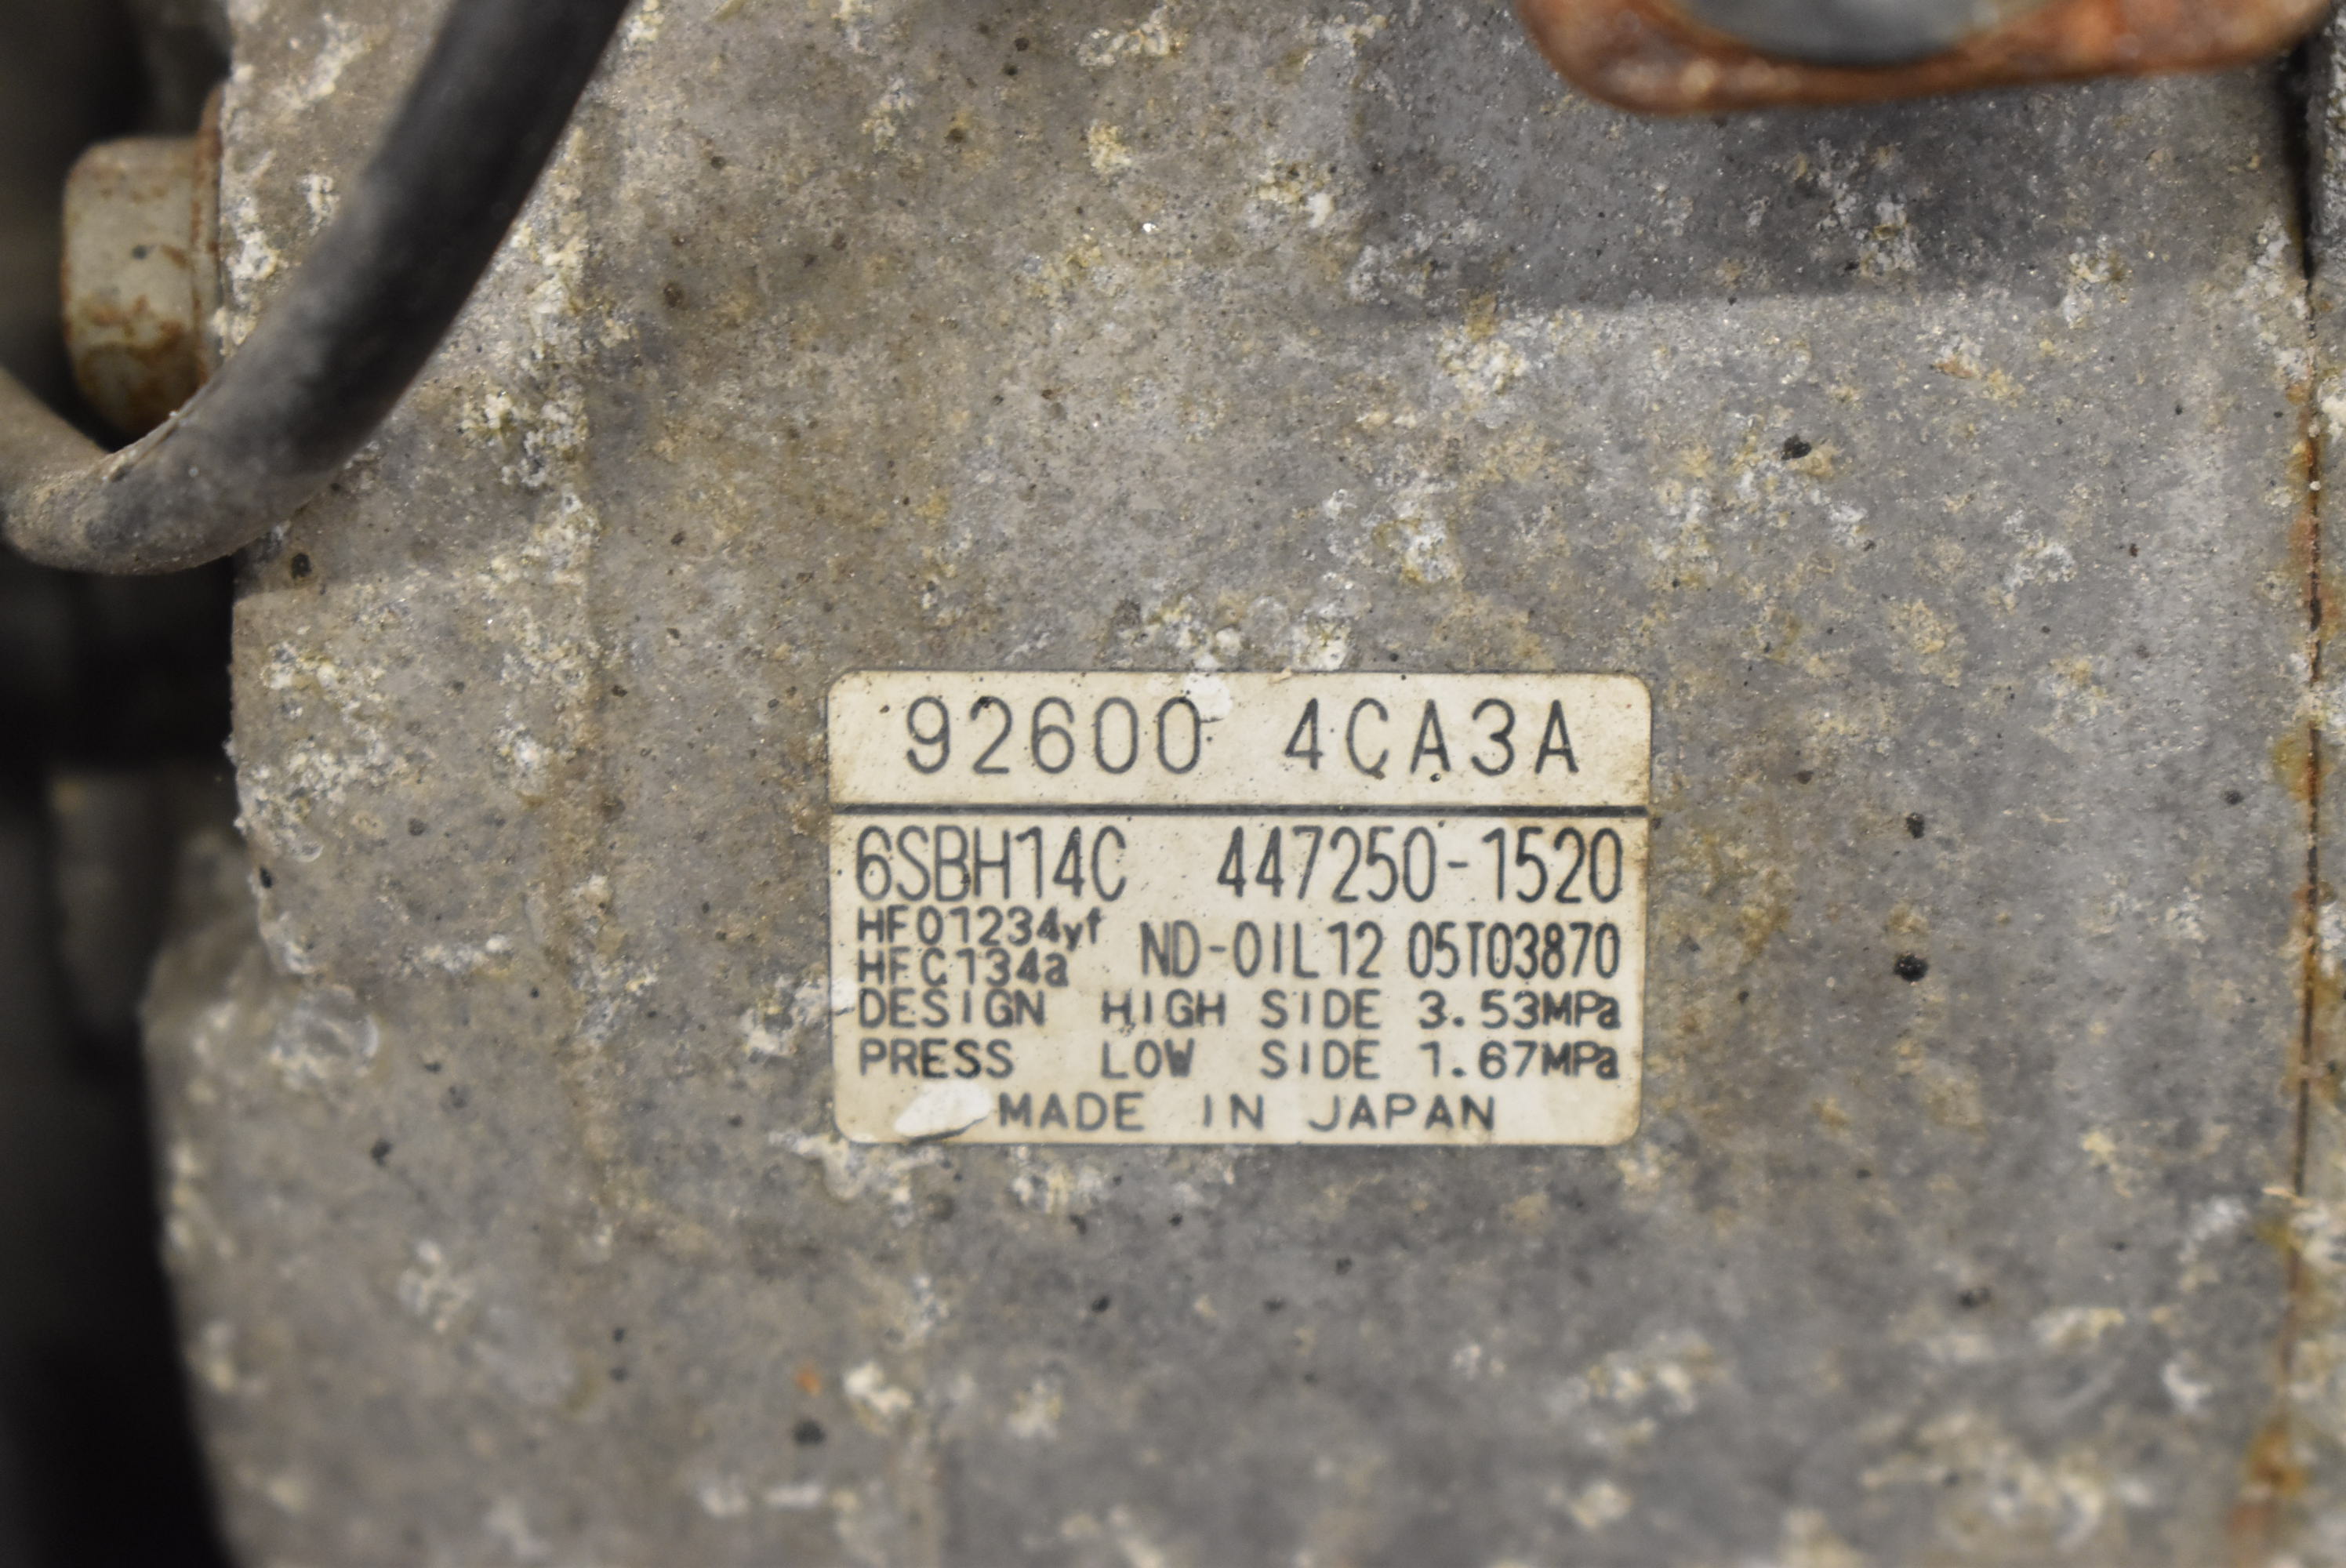 92600 4CA3A
6SBH14C 447250-1520
HFO1234yf
HFC134a ND-OIL12 05T03870
DESIGN HIGH SIDE 3.53MPa
PRESS LOW SIDE 1.67MPa
MADE IN JAPAN